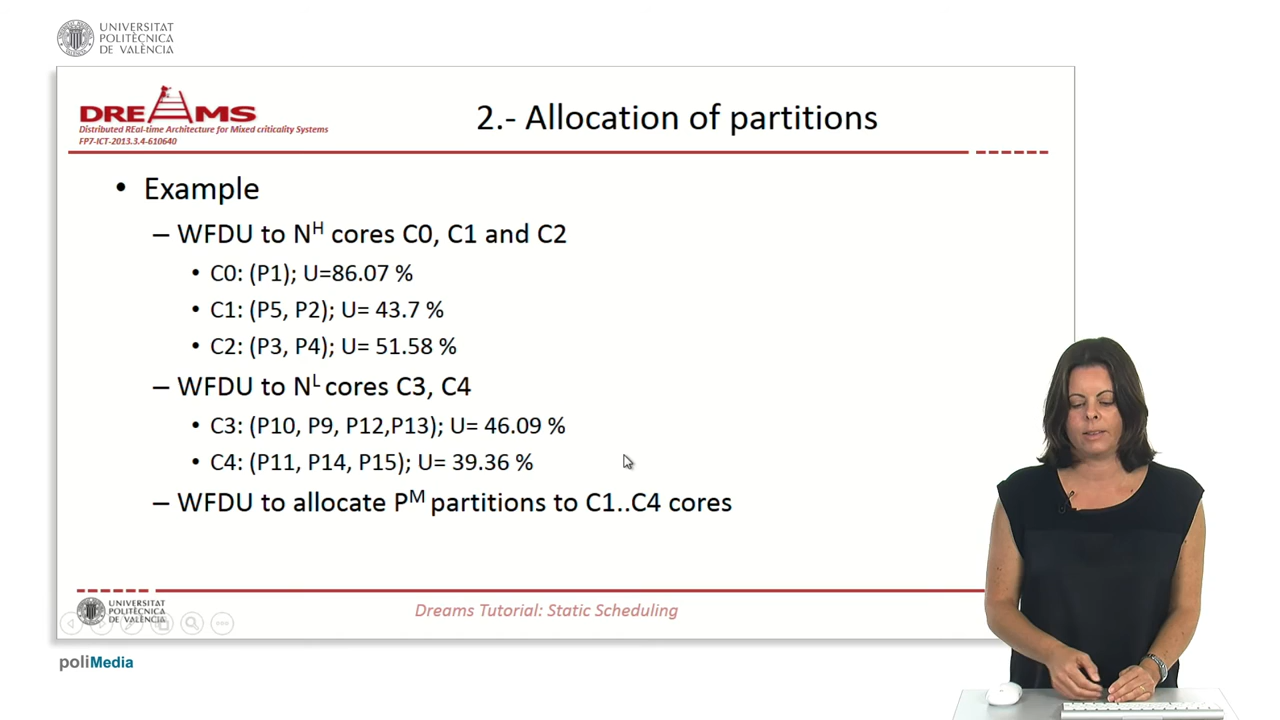 UNIVERSITAT
POLITÈCNICA
DE VALÈNCIA
DREAMS
Distributed REal-time Architecture for Mixed criticality Systems
FP7-ICT-2013.3.4-610640
2.- Allocation of partitions
• Example
– WFDU to Nᴴ cores C0, C1 and C2
• C0: (P1); U=86.07 %
• C1: (P5, P2); U= 43.7 %
• C2: (P3, P4); U= 51.58 %
– WFDU to Nᴸ cores C3, C4
• C3: (P10, P9, P12,P13); U= 46.09 %
• C4: (P11, P14, P15); U= 39.36 %
– WFDU to allocate Pᴹ partitions to C1..C4 cores
UNIVERSITAT
POLITÈCNICA
DE VALÈNCIA
Dreams Tutorial: Static Scheduling
poliMedia